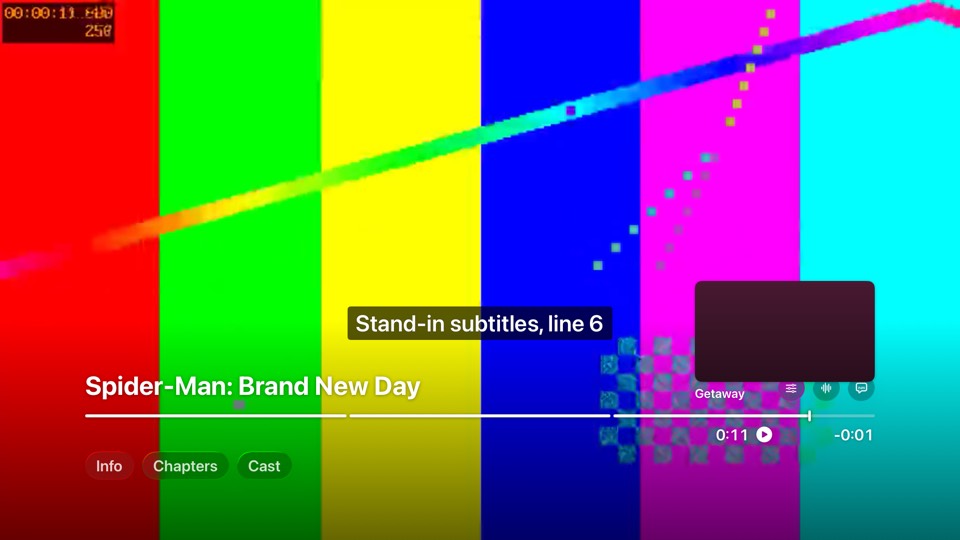 00:00:11
Stand-in subtitles, line 6
Spider-Man: Brand New Day
Getaway
0:11
-0:01
Info
Chapters
Cast